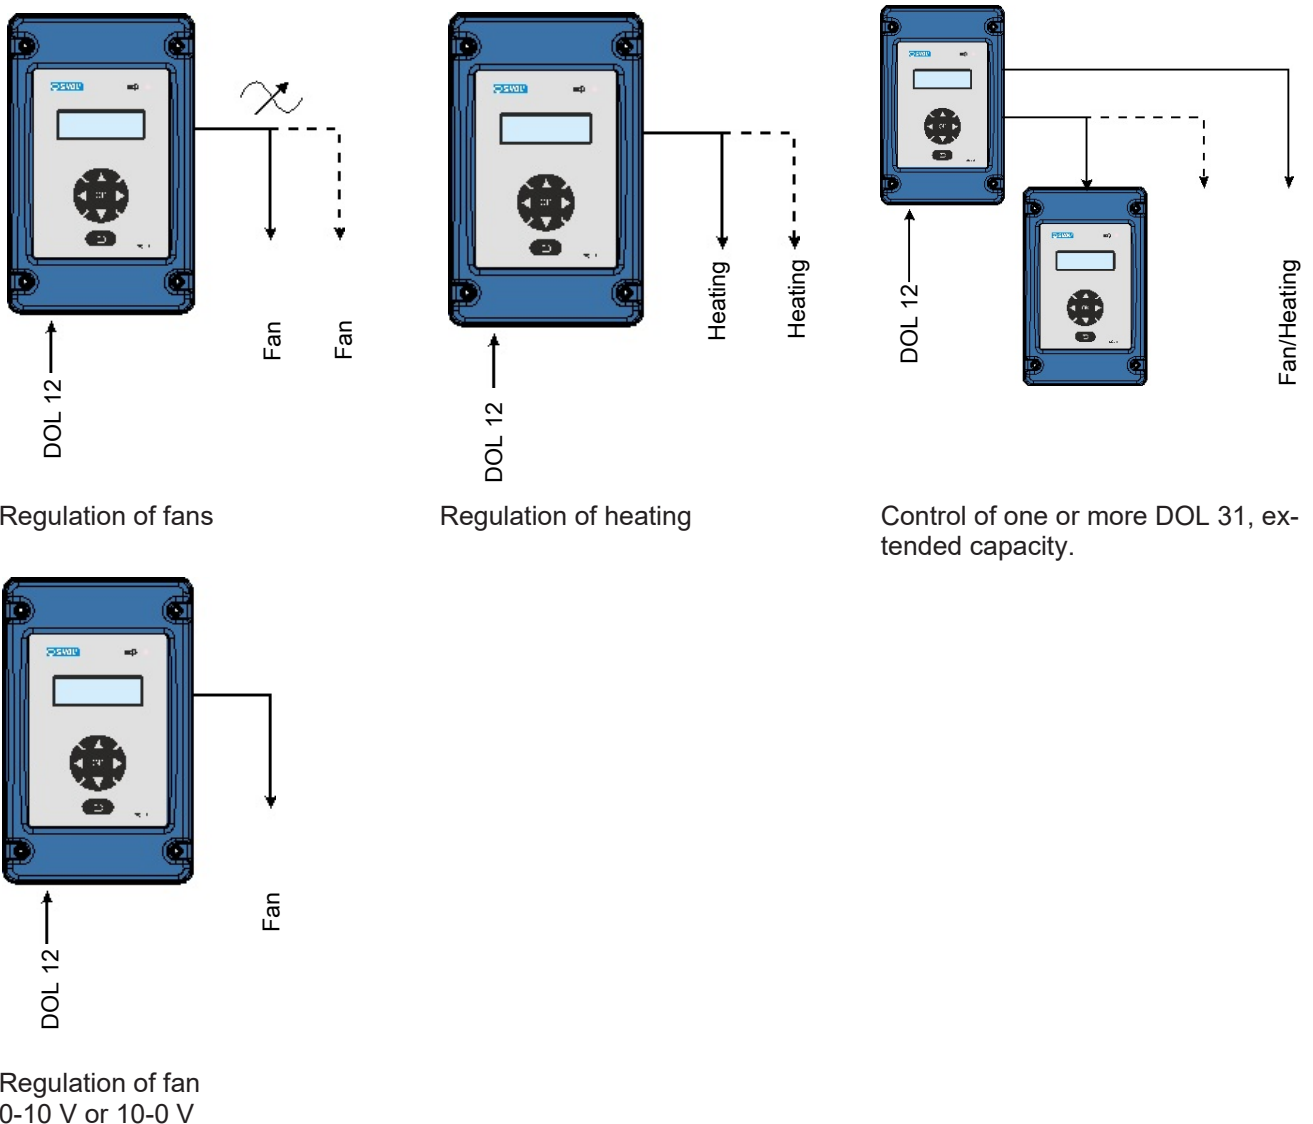 Fan
Fan
DOL 12
Regulation of fans
Heating
Heating
DOL 12
Regulation of heating
DOL 12
Fan/Heating
Control of one or more DOL 31, ex-
tended capacity.
Fan
DOL 12
Regulation of fan
0-10 V or 10-0 V